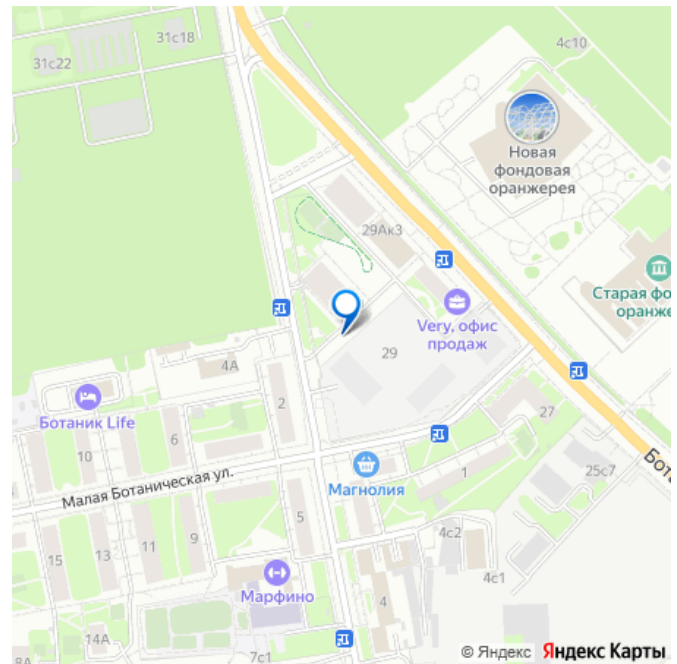 31с18
31с22
4с10
Новая
фондовая
оранжерея
29Ак3
Старая фо
оранже
Very, офис
продаж
29
4А
Ботаник Life
2
6
10
27
Бота
25с7
Малая Ботаническая ул.
Магнолия
1
5
9
11
13
15
4с2
4с1
Марфино
4
14А
7с1
8А
© Яндекс Яндекс Карты